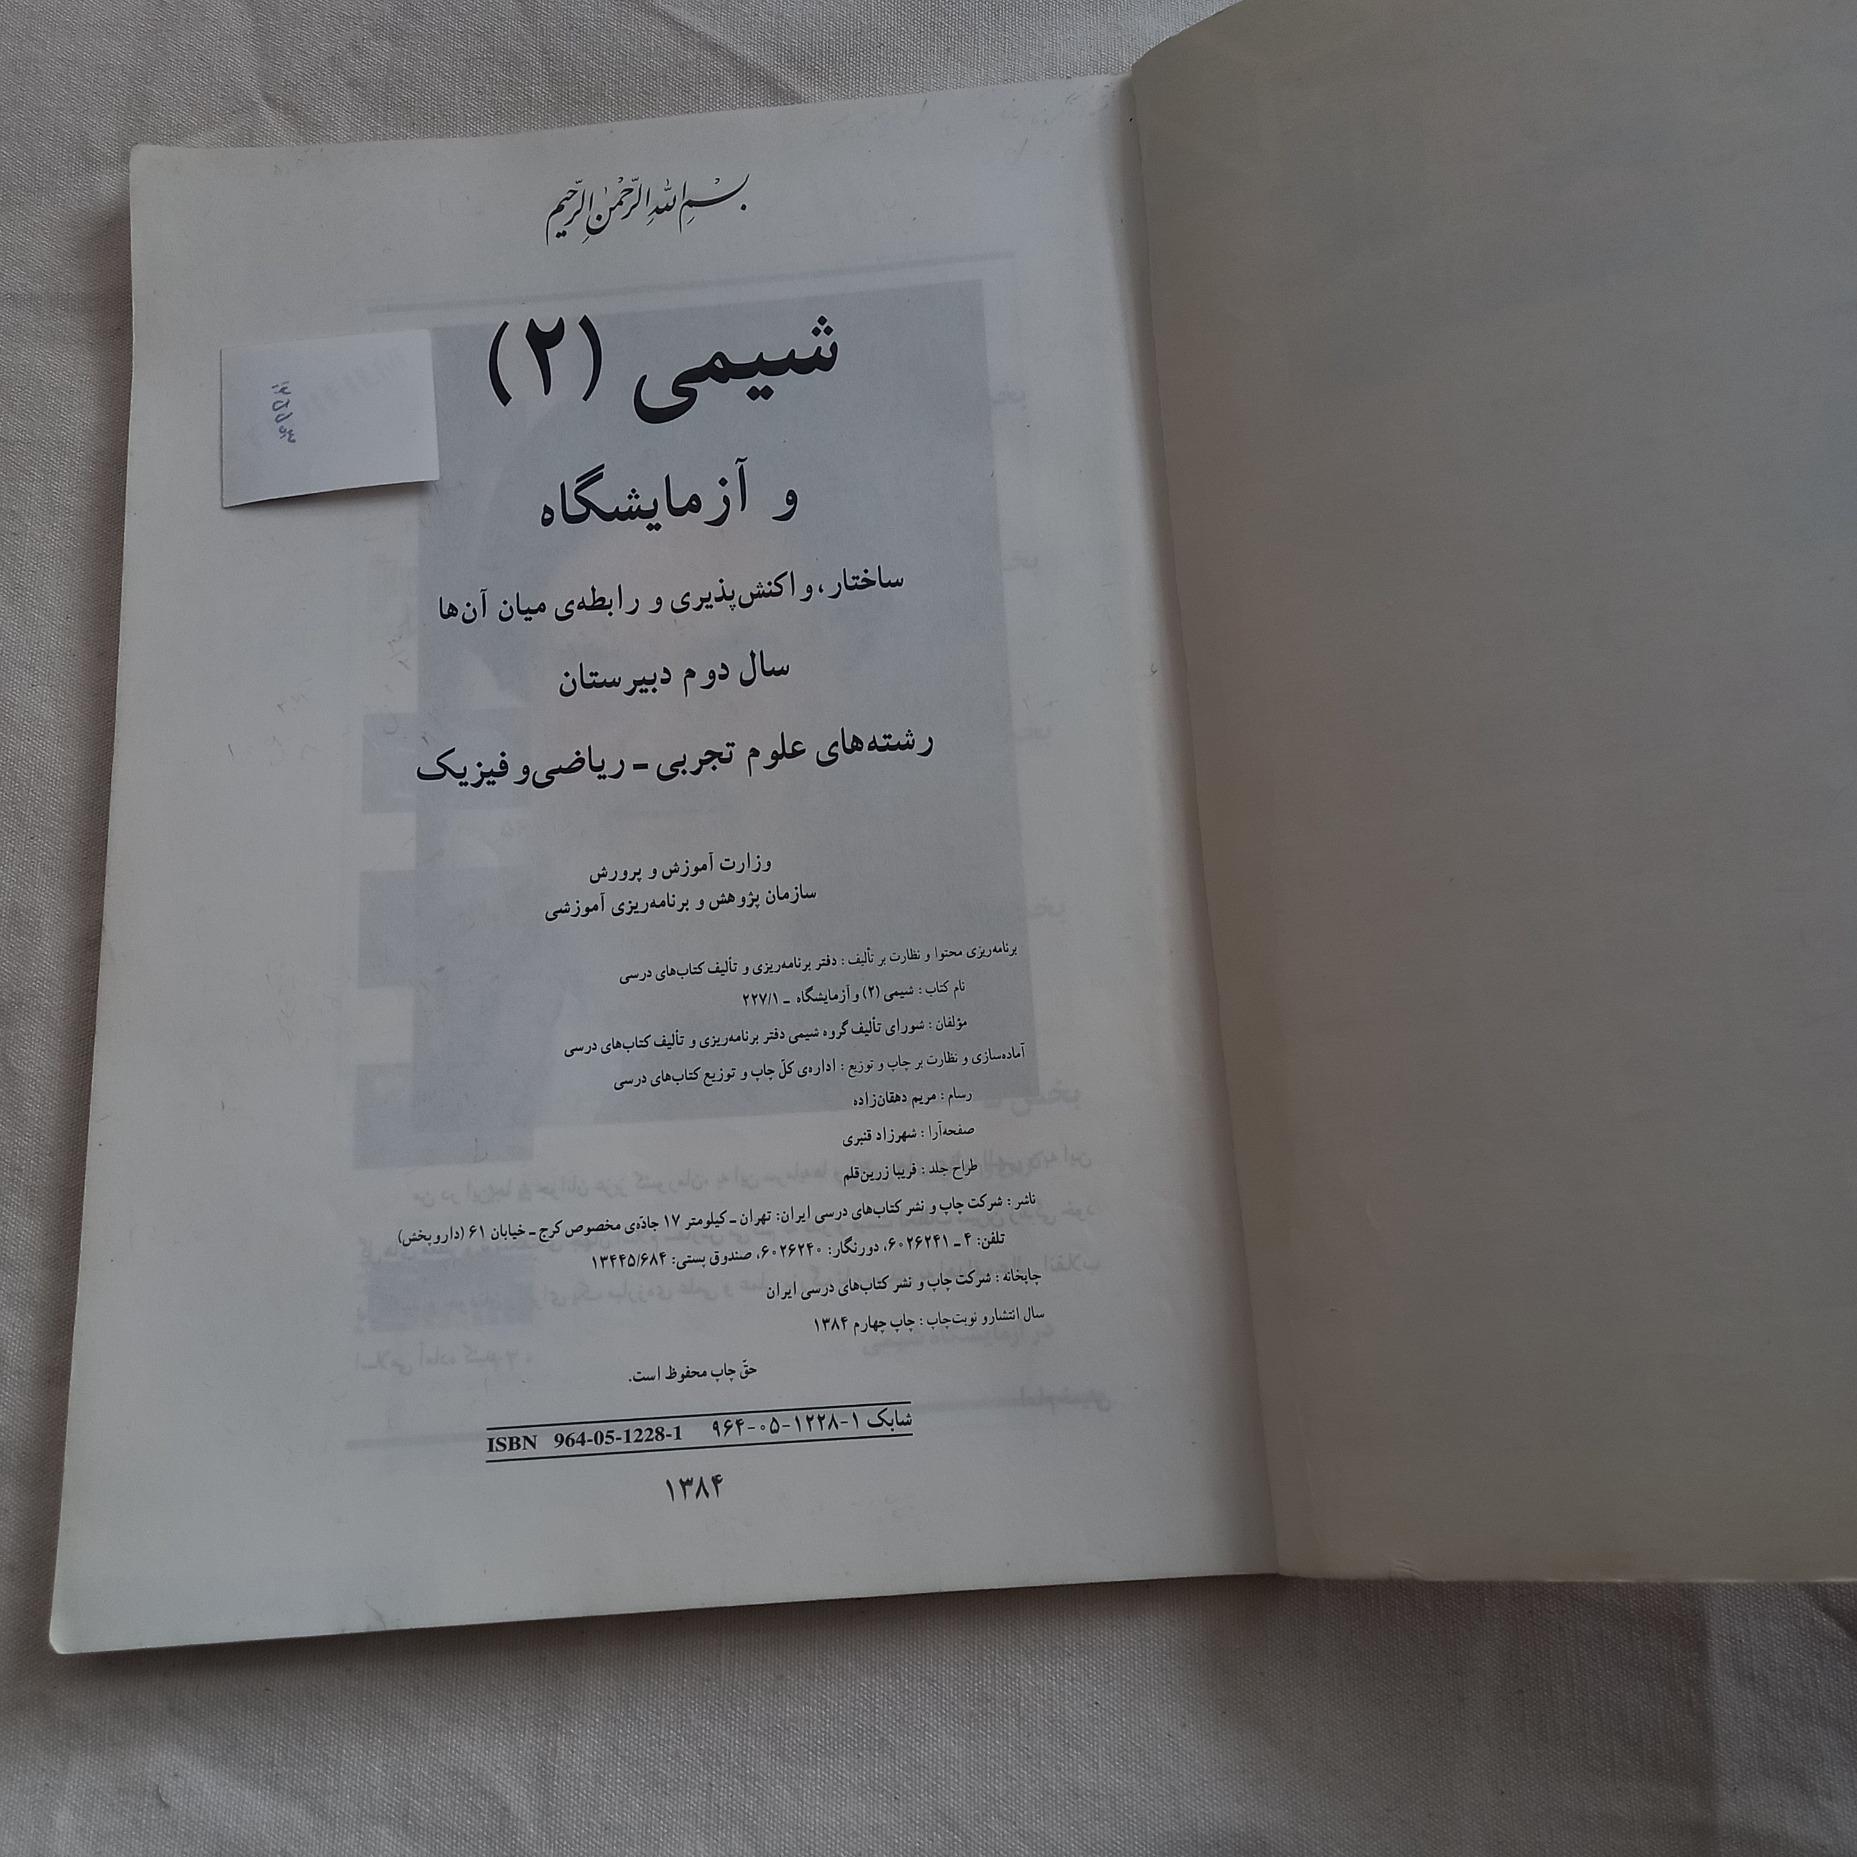 بسم الله الرحمن الرحیم
شیمی (۲)
و آزمایشگاه
ساختار، واکنش‌پذیری و رابطه‌ی میان آن‌ها
سال دوم دبیرستان
رشته‌های علوم تجربی - ریاضی و فیزیک
وزارت آموزش و پرورش
سازمان پژوهش و برنامه‌ریزی آموزشی
برنامه‌ریزی محتوا و نظارت بر تألیف : دفتر برنامه‌ریزی و تألیف کتاب‌های درسی
نام کتاب : شیمی (۲) و آزمایشگاه ـ ۲۲۷/۱
مؤلفان : شورای تألیف گروه شیمی دفتر برنامه‌ریزی و تألیف کتاب‌های درسی
آماده‌سازی و نظارت بر چاپ و توزیع : اداره‌ی کلّ چاپ و توزیع کتاب‌های درسی
رسام : مریم دهقان‌زاده
صفحه‌آرا : شهرزاد قنبری
طراح جلد : فریبا زرین‌قلم
ناشر : شرکت چاپ و نشر کتاب‌های درسی ایران: تهران ـ کیلومتر ۱۷ جادّه‌ی مخصوص کرج ـ خیابان ۶۱ (داروپخش)
تلفن: ۴ ـ ۶۰۲۶۲۴۱، دورنگار: ۶۰۲۶۲۴۰، صندوق پستی: ۱۳۴۴۵/۶۸۴
چاپخانه : شرکت چاپ و نشر کتاب‌های درسی ایران
سال انتشار و نوبت چاپ : چاپ چهارم ۱۳۸۴
حقّ چاپ محفوظ است.
شابک ۱-۱۲۲۸-۰۵-۹۶۴ ISBN 964-05-1228-1
۱۳۸۴